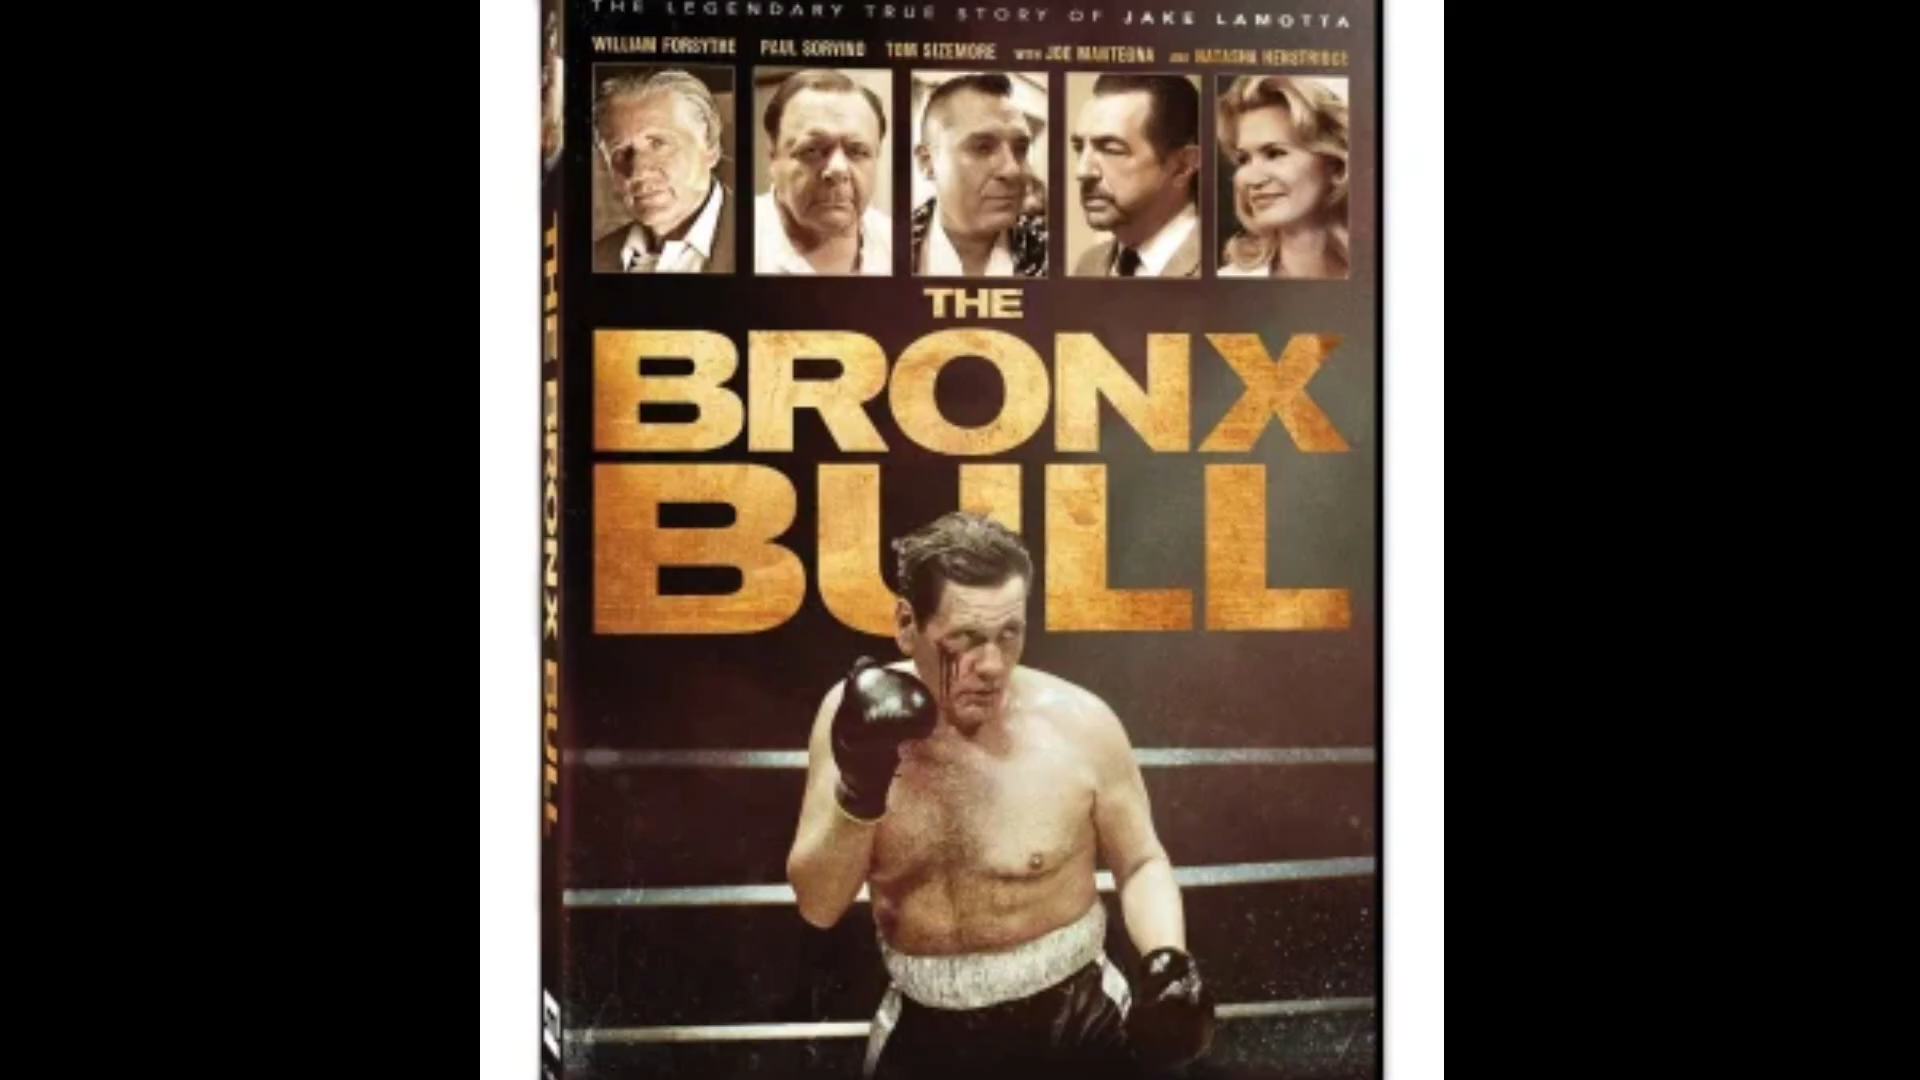 THE LEGENDARY TRUE STORY OF JAKE LAMOTTA
WILLIAM FORSYTHE PAUL SORVINO TOM SIZEMORE WITH JOE MANTEGNA AND NATASHA HENSTRIDGE
THE
BRONX
BULL
THE BRONX BULL